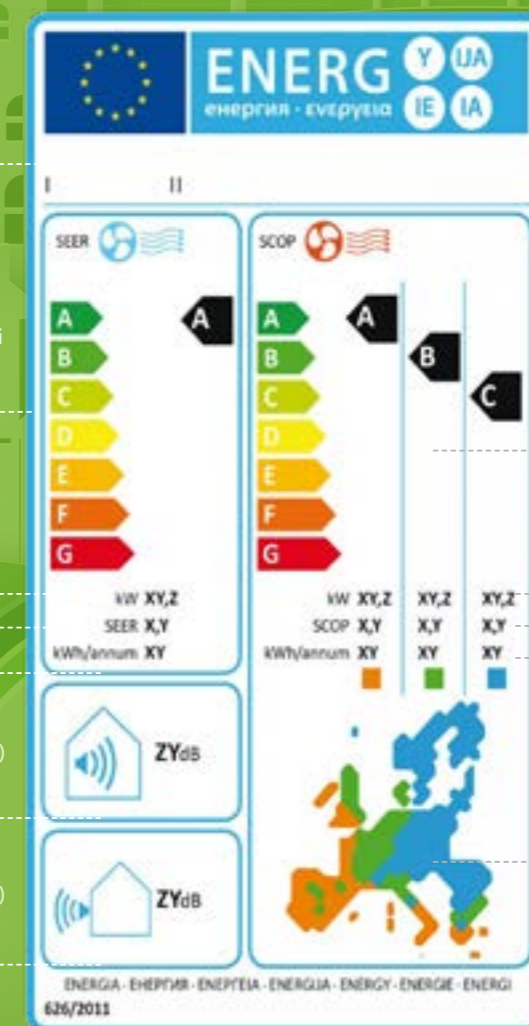 ENERG Y IJA
енергия · ενεργεια IE IA
I II
SEER
A A
B
C
D
E
F
G
kW XY,Z
SEER X,Y
kWh/annum XY
SCOP
A A
B B
C C
D
E
F
G
kW XY,Z XY,Z XY,Z
SCOP X,Y X,Y X,Y
kWh/annum XY XY XY
ZYdB
ZYdB
ENERGIA · ЕНЕРГИЯ · ΕΝΕΡΓΕΙΑ · ENERGIJA · ENERGY · ENERGIE · ENERGI
626/2011
i
)
)